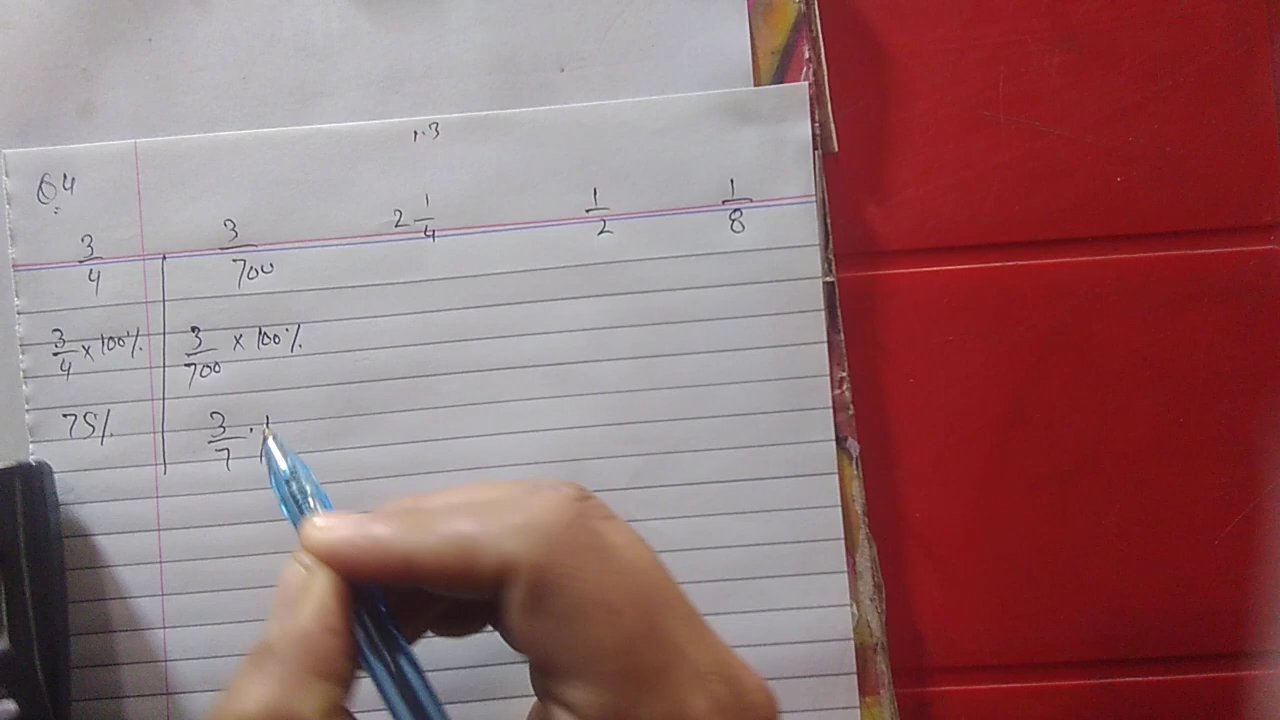 1.3
Q4
3/4 3/700 2 1/4 1/2 1/8
3/4 × 100% 3/700 × 100%
75% 3/7 %